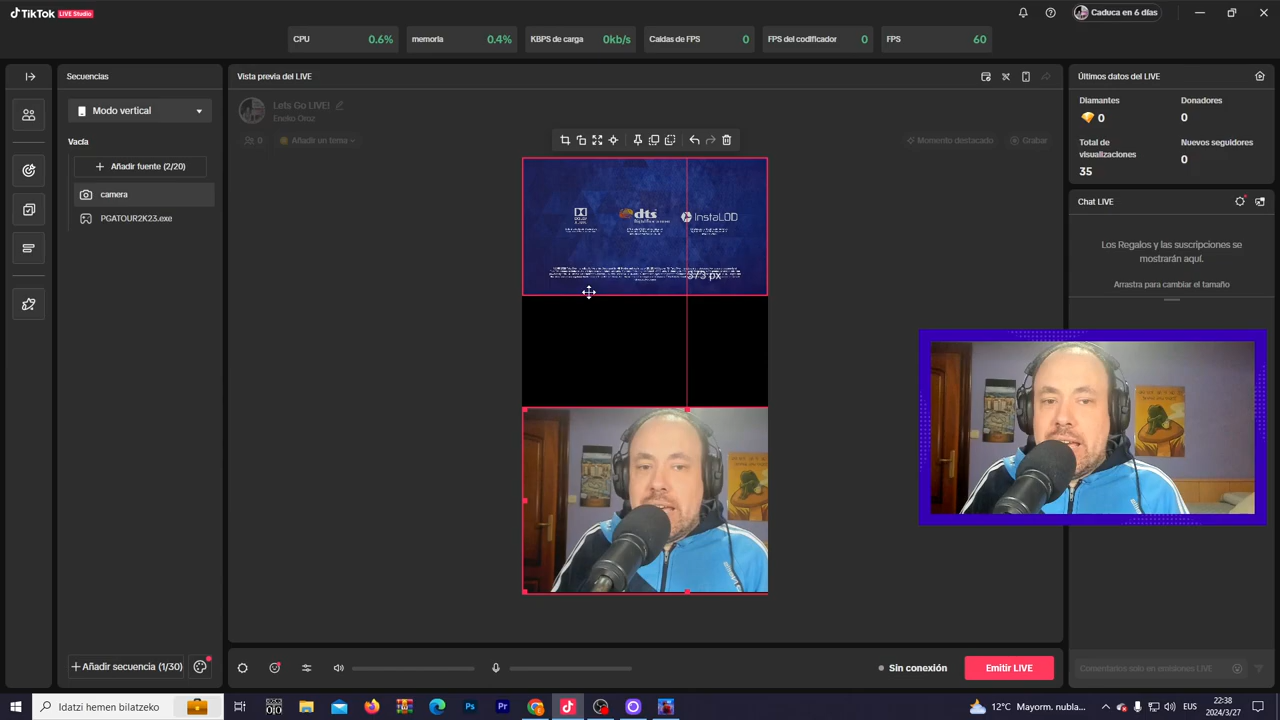 TikTok LIVE Studio
Caduca en 6 días
CPU 0.6%
memoria 0.4%
KBPS de carga 0kb/s
Caídas de FPS 0
FPS del codificador 0
FPS 60
Secuencias
Modo vertical
Vacía
Añadir fuente (2/20)
camera
PGATOUR2K23.exe
Añadir secuencia (1/30)
Vista previa del LIVE
Lets Go LIVE!
Eneko Oroz
0
Añadir un tema
Momento destacado
Grabar
dts
InstaLOD
373 px
Sin conexión
Emitir LIVE
Últimos datos del LIVE
Diamantes
Donadores
0
0
Total de visualizaciones
Nuevos seguidores
35
0
Chat LIVE
Los Regalos y las suscripciones se
mostrarán aquí.
Arrastra para cambiar el tamaño
Comentarios solo en emisiones LIVE
Idatzi hemen bilatzeko
12°C Mayorm. nubla...
EUS
22:38
2024/3/27